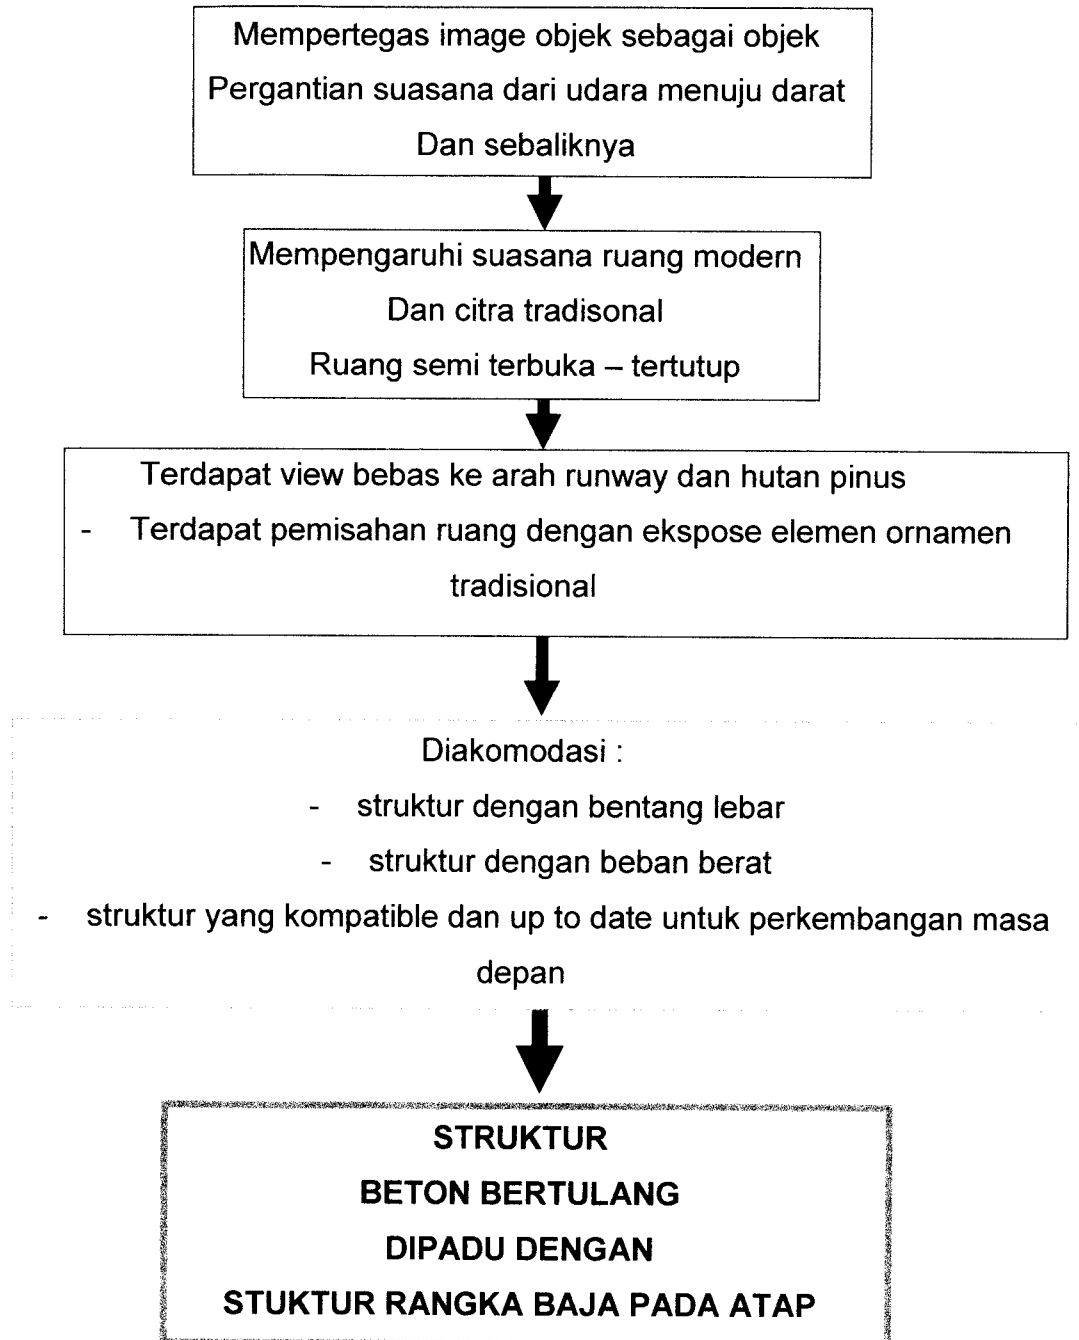 Mempertegas image objek sebagai objek
Pergantian suasana dari udara menuju darat
Dan sebaliknya
Mempengaruhi suasana ruang modern
Dan citra tradisonal
Ruang semi terbuka – tertutup
Terdapat view bebas ke arah runway dan hutan pinus
- Terdapat pemisahan ruang dengan ekspose elemen ornamen
tradisional
Diakomodasi :
- struktur dengan bentang lebar
- struktur dengan beban berat
- struktur yang kompatible dan up to date untuk perkembangan masa
depan
STRUKTUR
BETON BERTULANG
DIPADU DENGAN
STUKTUR RANGKA BAJA PADA ATAP